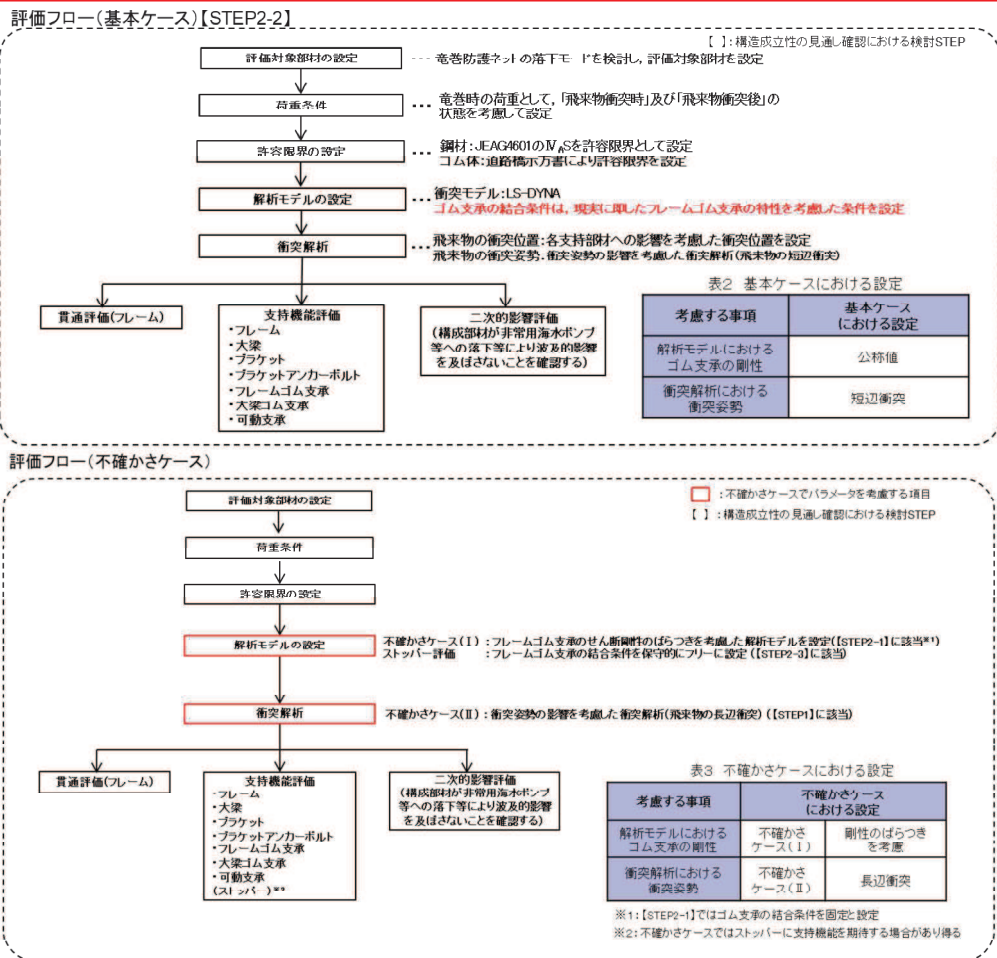 評価フロー(基本ケース)【STEP2-2】
【 】:構造成立性の見通し確認における検討STEP
評価対象部材の設定
… 竜巻防護ネットの落下モードを検討し,評価対象部材を設定
荷重条件
… 竜巻時の荷重として,「飛来物衝突時」及び「飛来物衝突後」の
状態を考慮して設定
許容限界の設定
… 鋼材:JEAG4601のⅣASを許容限界として設定
ゴム体:道路橋示方書により許容限界を設定
解析モデルの設定
… 衝突モデル:LS-DYNA
ゴム支承の結合条件は,現実に即したフレームゴム支承の特性を考慮した条件を設定
衝突解析
… 飛来物の衝突位置:各支持部材への影響を考慮した衝突位置を設定
飛来物の衝突姿勢:衝突姿勢の影響を考慮した衝突解析(飛来物の短辺衝突)
貫通評価(フレーム)
支持機能評価
・フレーム
・大梁
・ブラケット
・ブラケットアンカーボルト
・フレームゴム支承
・大梁ゴム支承
・可動支承
二次的影響評価
(構成部材が非常用海水ポンプ
等への落下等により波及的影響
を及ぼさないことを確認する)
表2 基本ケースにおける設定
考慮する事項
基本ケース
における設定
解析モデルにおける
ゴム支承の剛性
公称値
衝突解析における
衝突姿勢
短辺衝突
評価フロー(不確かさケース)
:不確かさケースでパラメータを考慮する項目
【 】:構造成立性の見通し確認における検討STEP
評価対象部材の設定
荷重条件
許容限界の設定
解析モデルの設定
不確かさケース(Ⅰ):フレームゴム支承のせん断剛性のばらつきを考慮した解析モデルを設定(【STEP2-1】に該当※1)
ストッパー評価 :フレームゴム支承の結合条件を保守的にフリーに設定(【STEP2-3】に該当)
衝突解析
不確かさケース(Ⅱ):衝突姿勢の影響を考慮した衝突解析(飛来物の長辺衝突)(【STEP1】に該当)
貫通評価(フレーム)
支持機能評価
・フレーム
・大梁
・ブラケット
・ブラケットアンカーボルト
・フレームゴム支承
・大梁ゴム支承
・可動支承
(ストッパー)※2
二次的影響評価
(構成部材が非常用海水ポンプ
等への落下等により波及的影響
を及ぼさないことを確認する)
表3 不確かさケースにおける設定
考慮する事項
不確かさケース
における設定
解析モデルにおける
ゴム支承の剛性
不確かさ
ケース(Ⅰ)
剛性のばらつき
を考慮
衝突解析における
衝突姿勢
不確かさ
ケース(Ⅱ)
長辺衝突
※1:【STEP2-1】ではゴム支承の結合条件を固定と設定
※2:不確かさケースではストッパーに支持機能を期待する場合があり得る